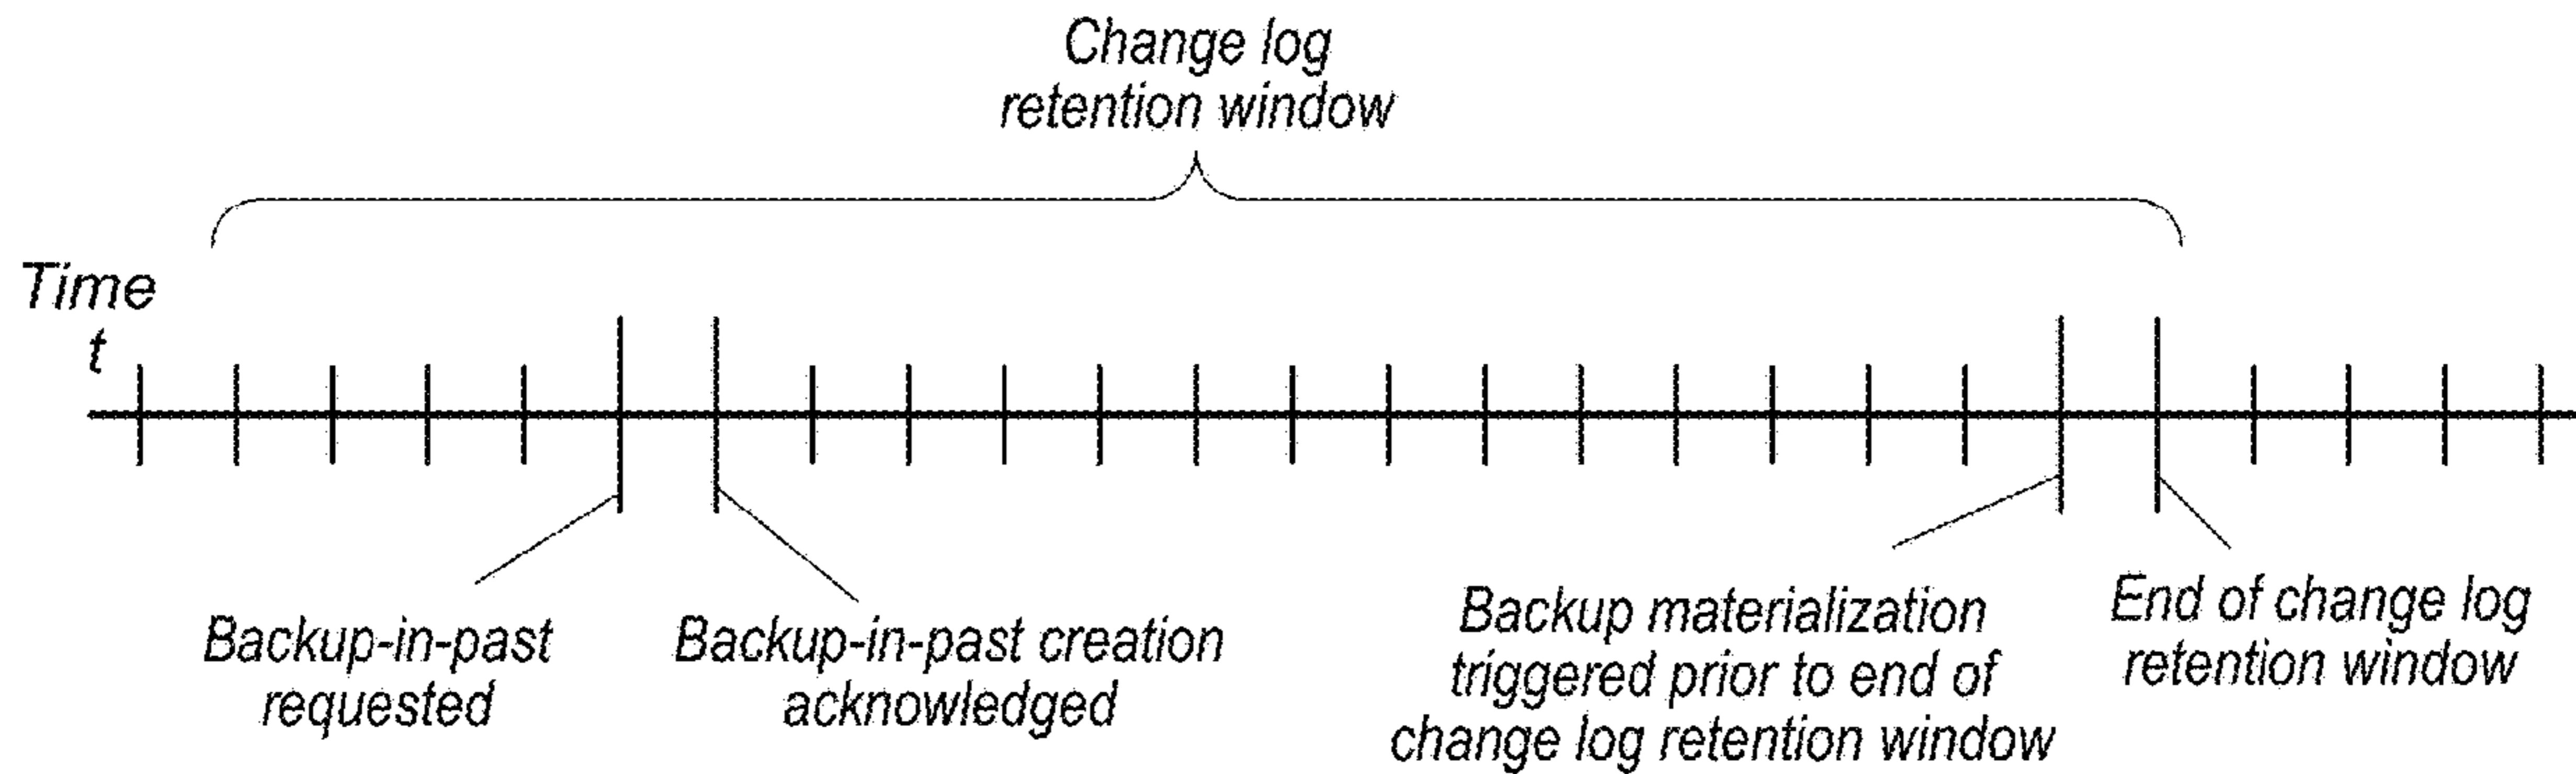 Change log
retention window
Time
t
Backup-in-past
requested
Backup-in-past creation
acknowledged
Backup materialization
triggered prior to end of
change log retention window
End of change log
retention window